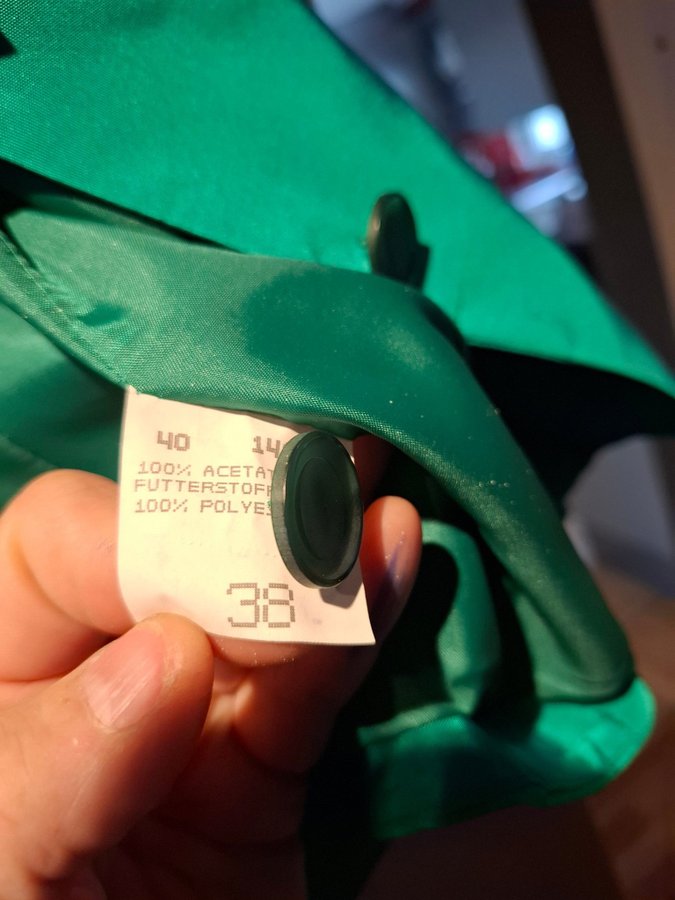 40 14
100% ACETAT
FUTTERSTOFF
100% POLYES
38